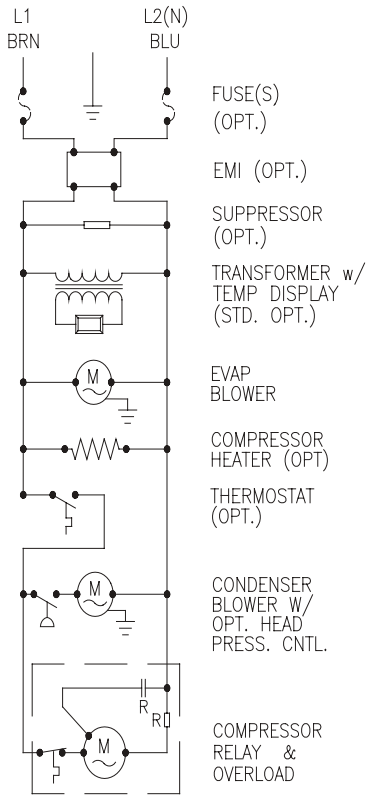 L1 L2(N)
BRN BLU
FUSE(S)
(OPT.)
EMI (OPT.)
SUPPRESSOR
(OPT.)
TRANSFORMER w/
TEMP DISPLAY
(STD. OPT.)
M
EVAP
BLOWER
COMPRESSOR
HEATER (OPT)
THERMOSTAT
(OPT.)
M
CONDENSER
BLOWER W/
OPT. HEAD
PRESS. CNTL.
R
R
M
COMPRESSOR
RELAY &
OVERLOAD